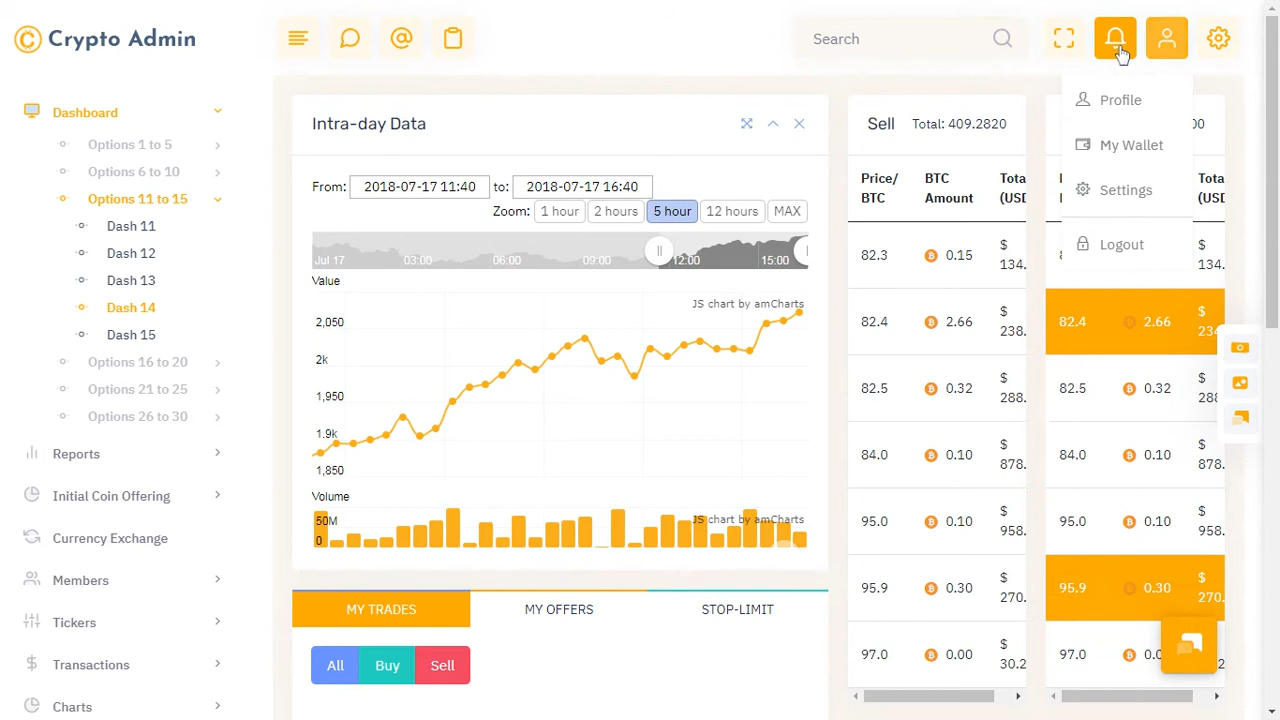 Crypto Admin
Search
Dashboard
Options 1 to 5
Options 6 to 10
Options 11 to 15
Dash 11
Dash 12
Dash 13
Dash 14
Dash 15
Options 16 to 20
Options 21 to 25
Options 26 to 30
Reports
Initial Coin Offering
Currency Exchange
Members
Tickers
Transactions
Charts
Profile
My Wallet
Settings
Logout
Intra-day Data
From: 2018-07-17 11:40 to: 2018-07-17 16:40
Zoom: 1 hour 2 hours 5 hour 12 hours MAX
Jul 17 03:00 06:00 09:00 12:00 15:00
Value
JS chart by amCharts
2,050
2k
1,950
1.9k
1,850
Volume
JS chart by amCharts
50M
0
MY TRADES MY OFFERS STOP-LIMIT
All Buy Sell
Sell Total: 409.2820
Price/ BTC Tota
BTC Amount (USD
82.3 0.15 $ 134.
82.4 2.66 $ 238.
82.5 0.32 $ 288.
84.0 0.10 $ 878.
95.0 0.10 $ 958.
95.9 0.30 $ 270.
97.0 0.00 $ 30.2
00
82.4 2.66 $ 234
82.5 0.32 $ 288.
84.0 0.10 $ 878.
95.0 0.10 $ 958.
95.9 0.30 $ 270.
97.0